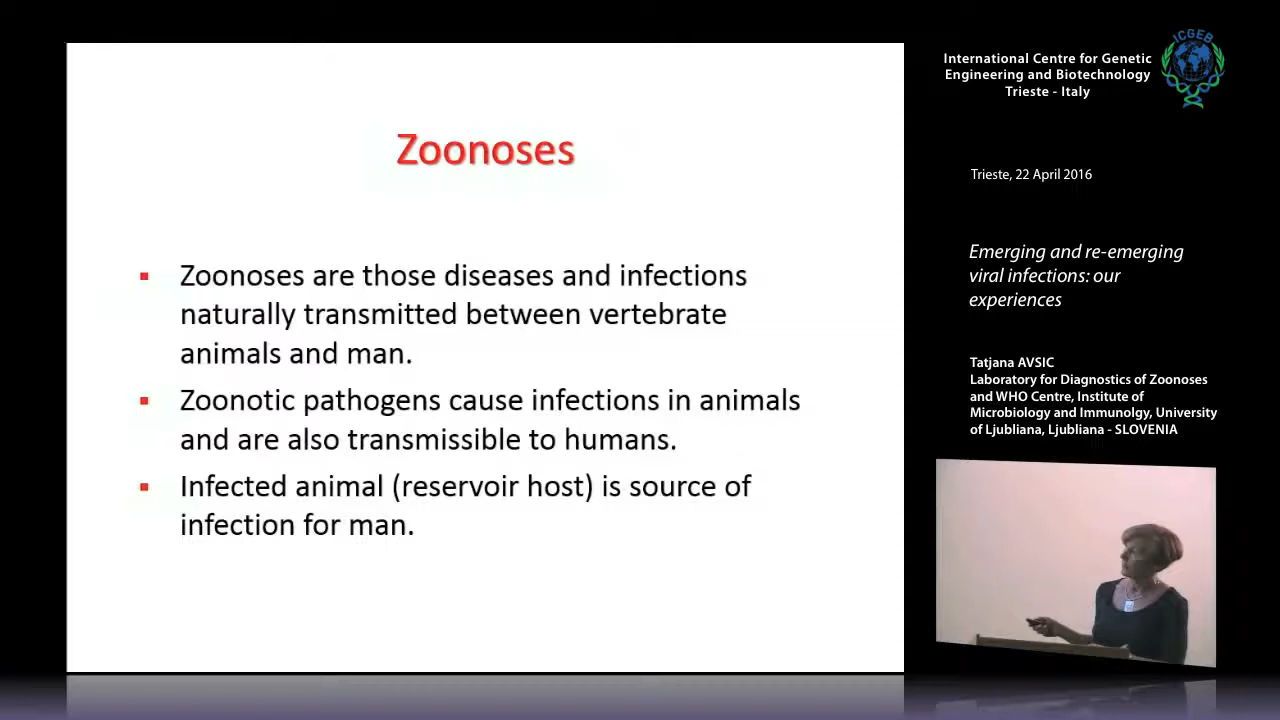 Zoonoses
Zoonoses are those diseases and infections
naturally transmitted between vertebrate
animals and man.
Zoonotic pathogens cause infections in animals
and are also transmissible to humans.
Infected animal (reservoir host) is source of
infection for man.
International Centre for Genetic
Engineering and Biotechnology
Trieste - Italy
ICGEB
Trieste, 22 April 2016
Emerging and re-emerging
viral infections: our
experiences
Tatjana AVSIC
Laboratory for Diagnostics of Zoonoses
and WHO Centre, Institute of
Microbiology and Immunolgy, University
of Ljubliana, Ljubliana - SLOVENIA